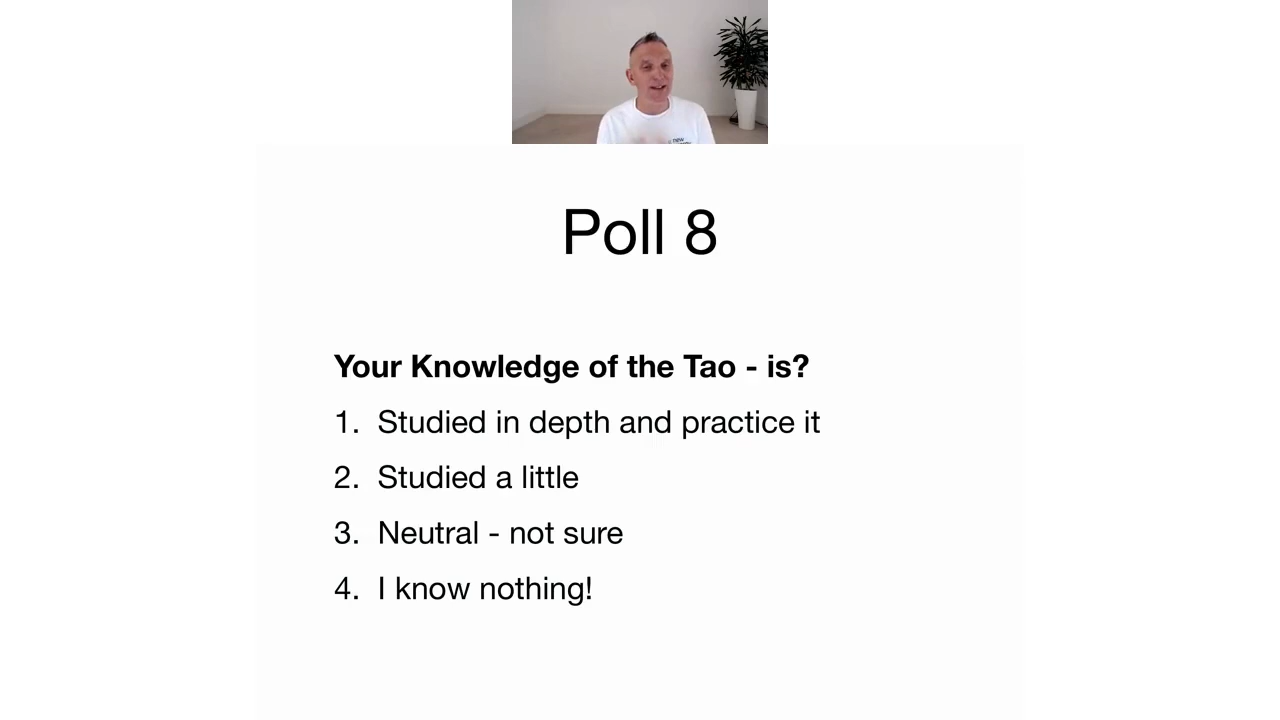 new
Poll 8
Your Knowledge of the Tao - is?
1. Studied in depth and practice it
2. Studied a little
3. Neutral - not sure
4. I know nothing!